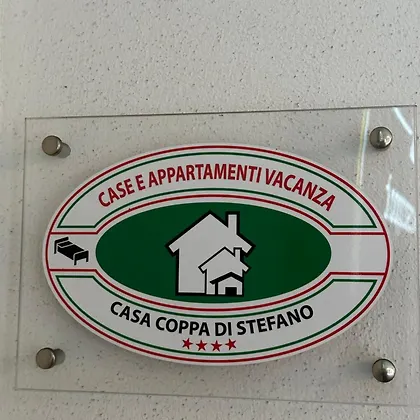 CASE E APPARTAMENTI VACANZA
CASA COPPA DI STEFANO